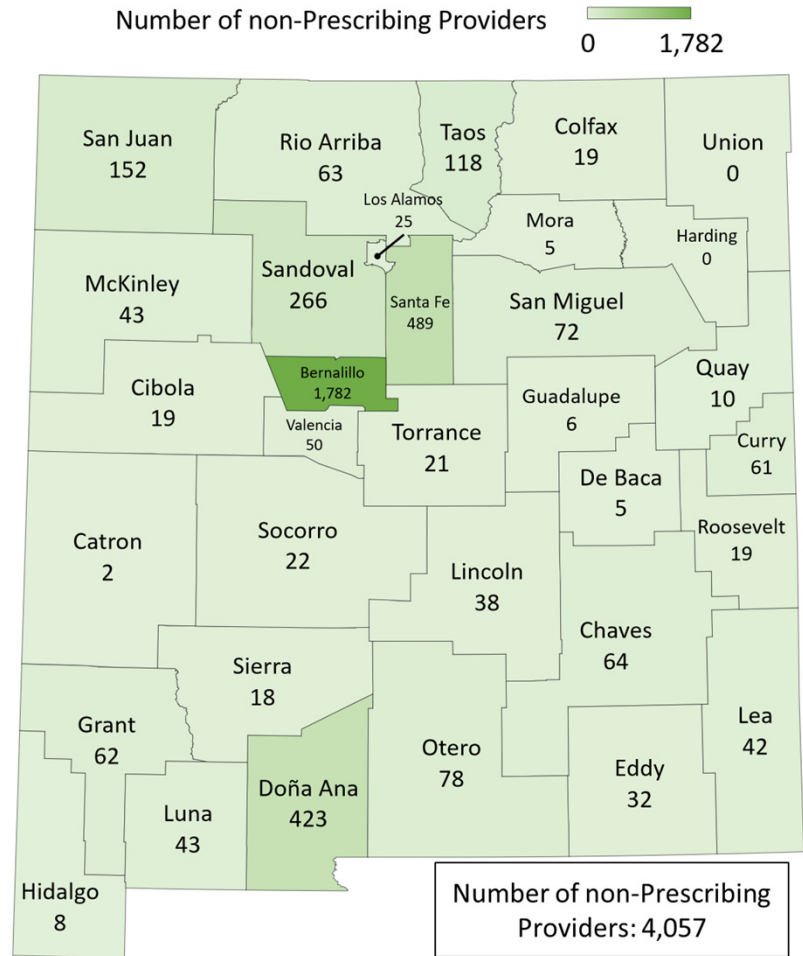 Number of non-Prescribing Providers
0
1,782
San Juan
152
Rio Arriba
63
Taos
118
Colfax
19
Union
0
Los Alamos
25
Mora
5
Harding
0
McKinley
43
Sandoval
266
Santa Fe
489
San Miguel
72
Bernalillo
1,782
Cibola
19
Valencia
50
Torrance
21
Guadalupe
6
Quay
10
Curry
61
De Baca
5
Roosevelt
19
Catron
2
Socorro
22
Lincoln
38
Chaves
64
Sierra
18
Grant
62
Doña Ana
423
Otero
78
Eddy
32
Lea
42
Luna
43
Hidalgo
8
Number of non-Prescribing
Providers: 4,057